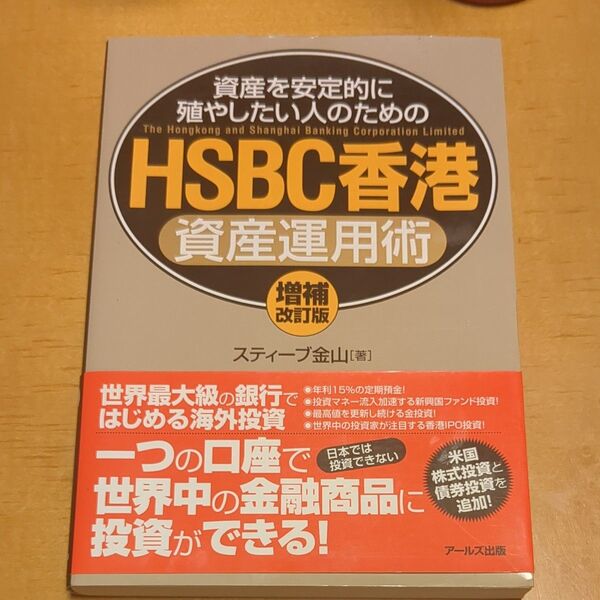 資産を安定的に
殖やしたい人のための
The Hongkong and Shanghai Banking Corporation Limited
HSBC香港
資産運用術
増補
改訂版
スティーブ金山[著]
世界最大級の銀行で
はじめる海外投資
●年利15%の定期預金!
●投資マネー流入加速する新興国ファンド投資!
●最高値を更新し続ける金投資!
●世界中の投資家が注目する香港IPO投資!
一つの口座で
日本では
投資できない
世界中の金融商品に
投資ができる!
米国
株式投資と
債券投資を
追加!
アールズ出版